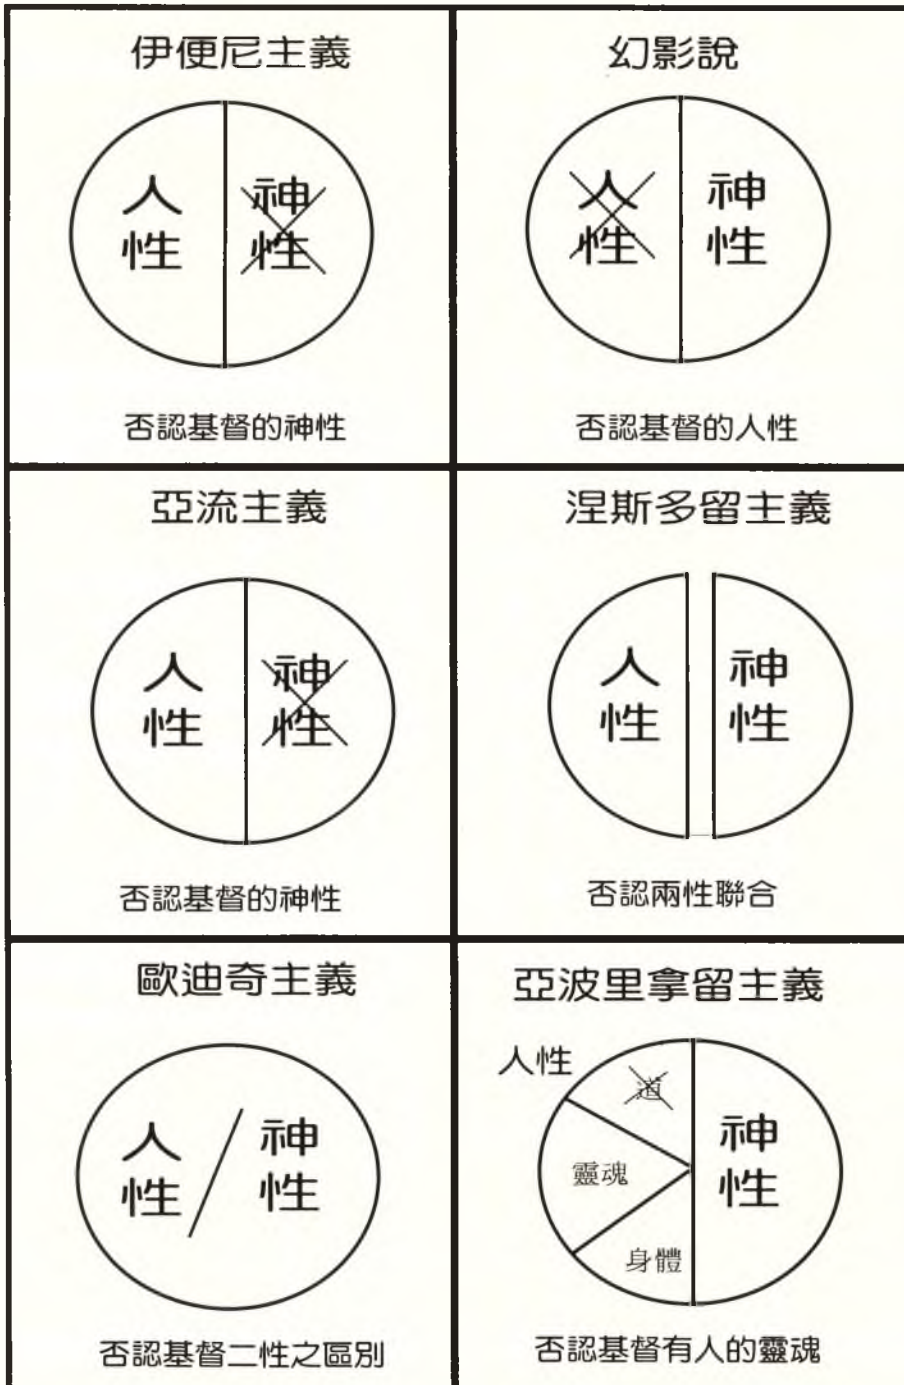 伊便尼主義
人 神
性 性
否認基督的神性
幻影說
人 神
性 性
否認基督的人性
亞流主義
人 神
性 性
否認基督的神性
涅斯多留主義
人 神
性 性
否認兩性聯合
歐迪奇主義
人 神
性 性
否認基督二性之區別
亞波里拿留主義
人性
道
神
靈魂
性
身體
否認基督有人的靈魂